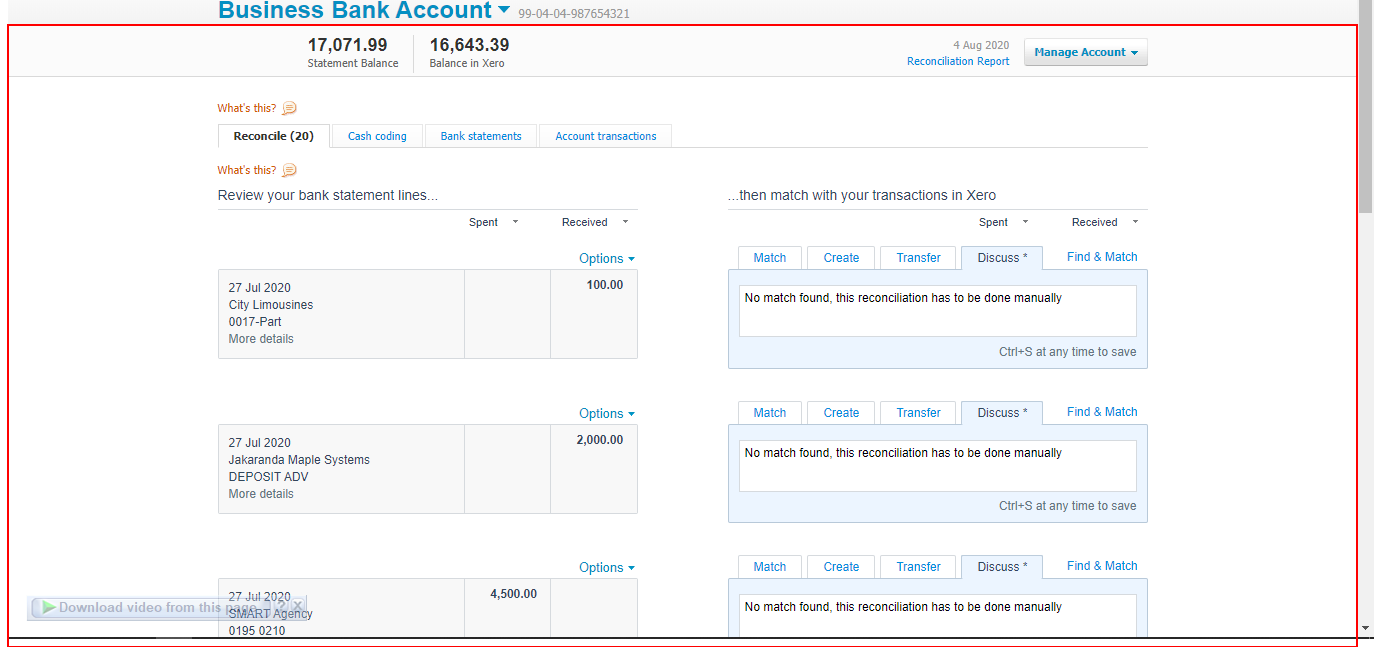 Business Bank Account 99-04-04-987654321
17,071.99 16,643.39 4 Aug 2020 Manage Account
Statement Balance Balance in Xero Reconciliation Report
What's this?
Reconcile (20) Cash coding Bank statements Account transactions
What's this?
Review your bank statement lines... ...then match with your transactions in Xero
Spent Received Spent Received
Options Match Create Transfer Discuss * Find & Match
27 Jul 2020 100.00 No match found, this reconciliation has to be done manually
City Limousines
0017-Part
More details Ctrl+S at any time to save
Options Match Create Transfer Discuss * Find & Match
27 Jul 2020 2,000.00 No match found, this reconciliation has to be done manually
Jakaranda Maple Systems
DEPOSIT ADV
More details Ctrl+S at any time to save
Options Match Create Transfer Discuss * Find & Match
27 Jul 2020 4,500.00 No match found, this reconciliation has to be done manually
Download video from this page ? X
SMART Agency
0195 0210